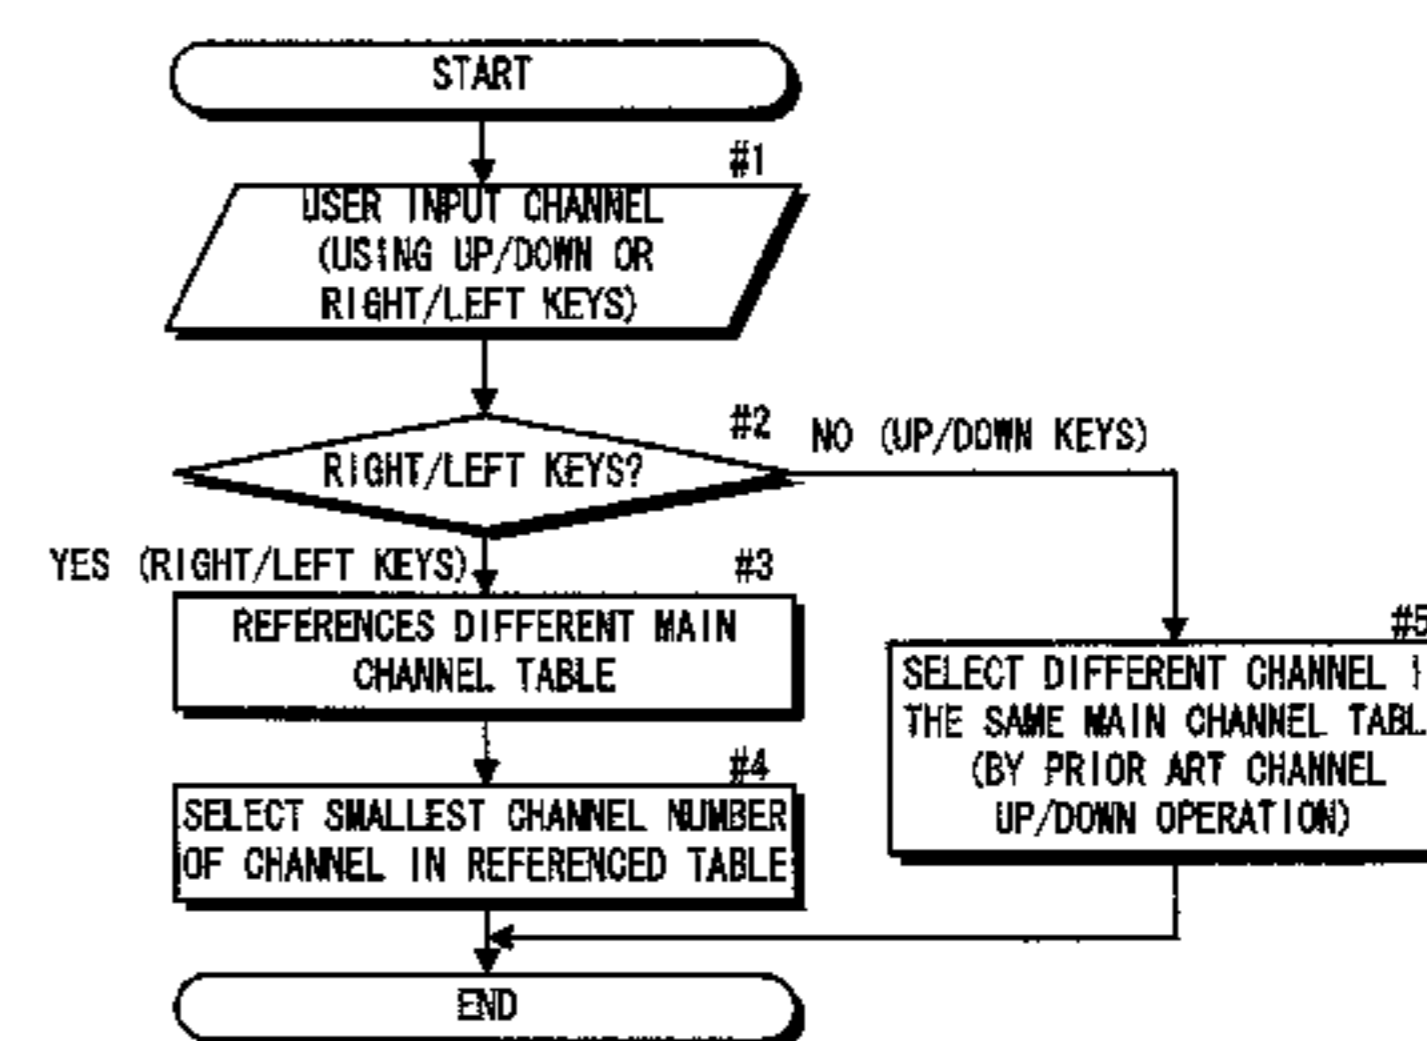 START
#1
USER INPUT CHANNEL
(USING UP/DOWN OR
RIGHT/LEFT KEYS)
#2
RIGHT/LEFT KEYS?
NO (UP/DOWN KEYS)
YES (RIGHT/LEFT KEYS)
#3
REFERENCES DIFFERENT MAIN
CHANNEL TABLE
#4
SELECT SMALLEST CHANNEL NUMBER
OF CHANNEL IN REFERENCED TABLE
#5
SELECT DIFFERENT CHANNEL
THE SAME MAIN CHANNEL TABL
(BY PRIOR ART CHANNEL
UP/DOWN OPERATION)
END